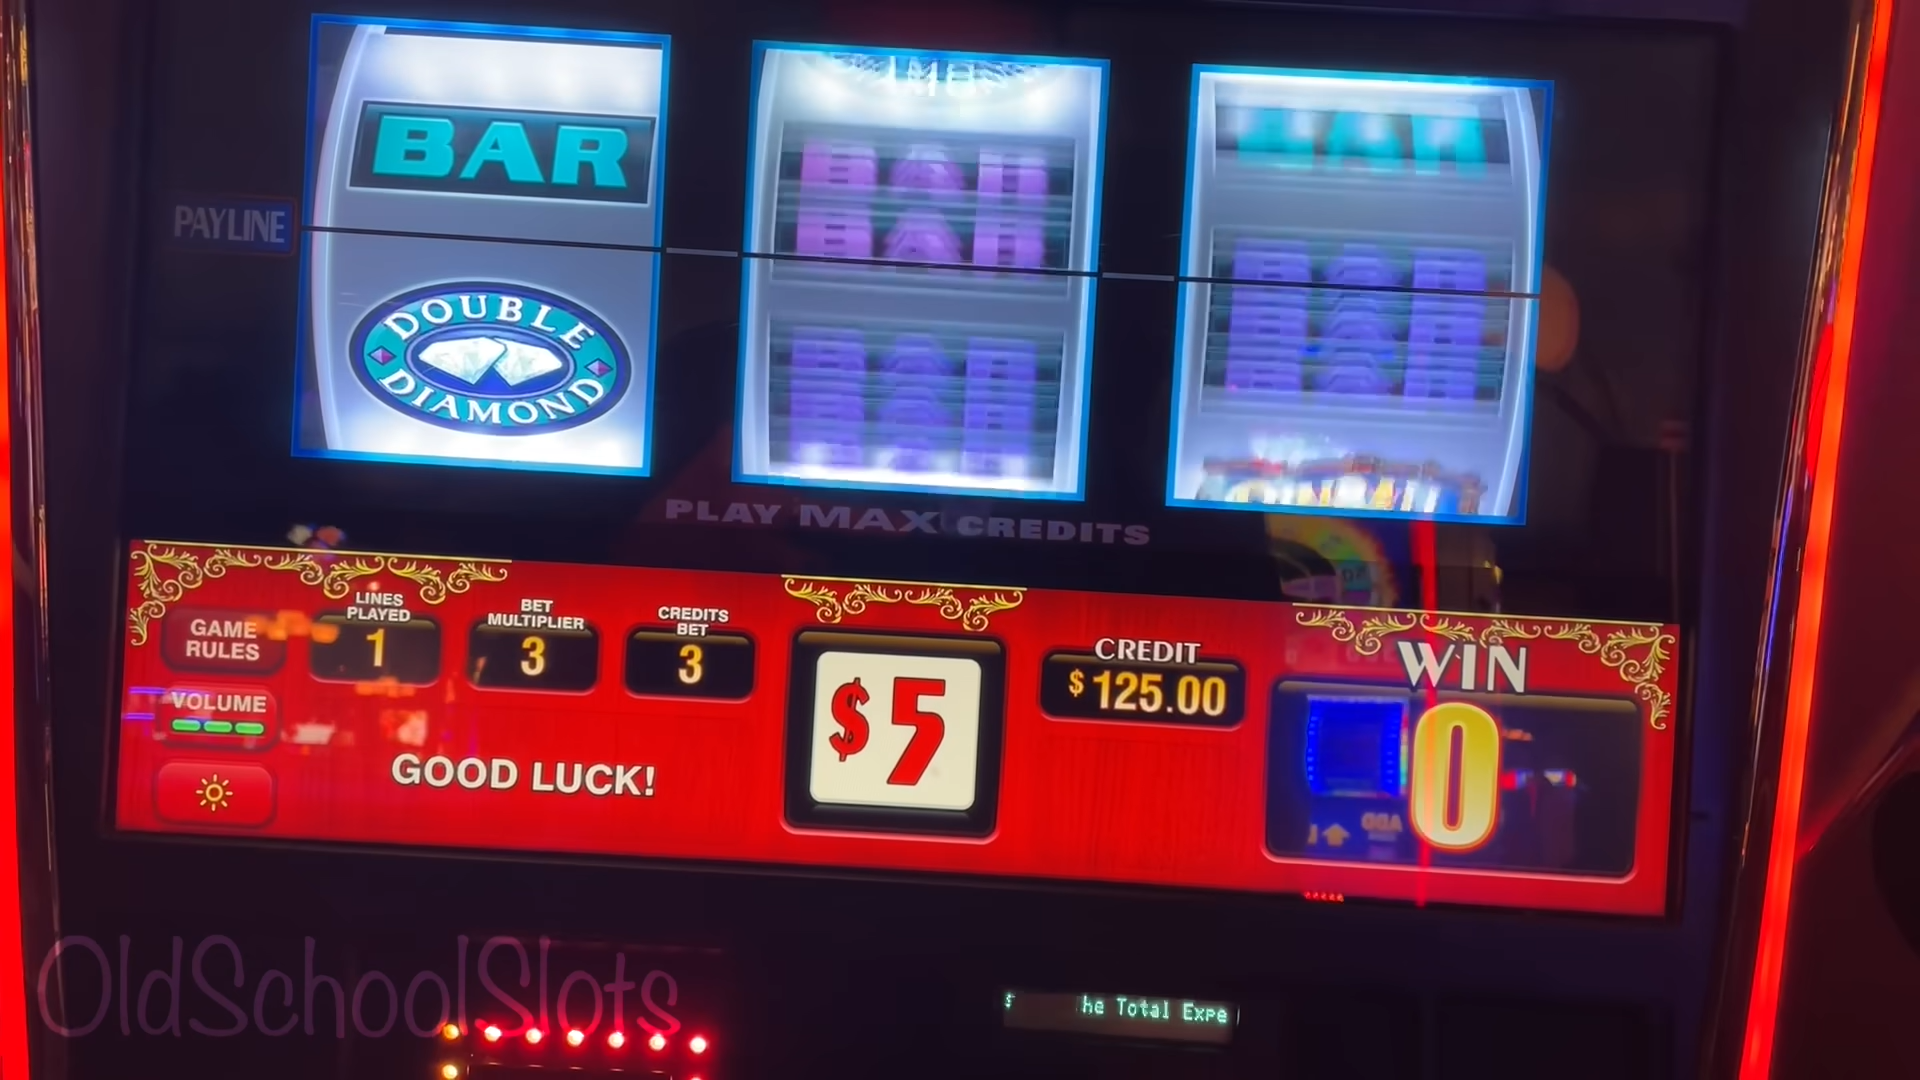 BAR
PAYLINE
DOUBLE
DIAMOND
PLAY MAX CREDITS
GAME
RULES
LINES
PLAYED
1
BET
MULTIPLIER
3
CREDITS
BET
3
$5
CREDIT
$125.00
WIN
0
VOLUME
GOOD LUCK!
OldSchoolSlots
he Total Expe